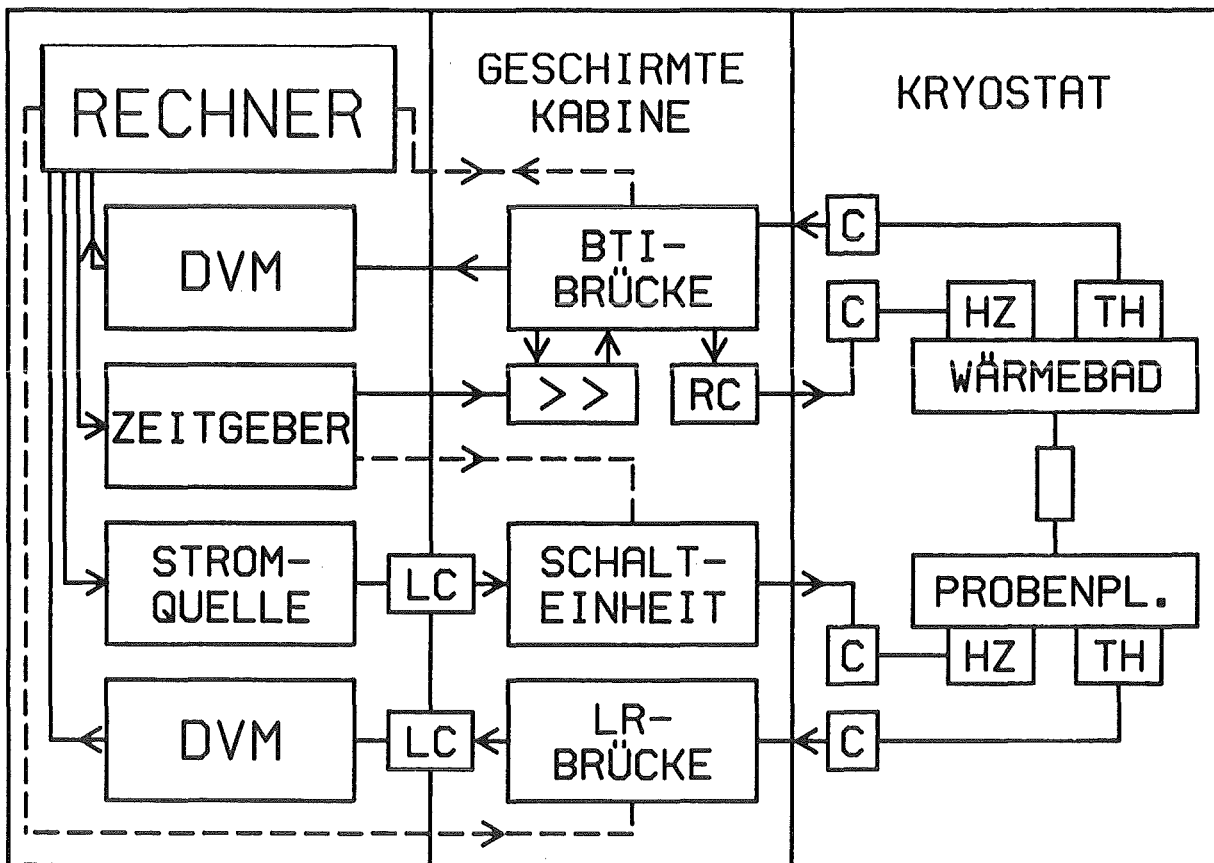 RECHNER
GESCHIRMTE
KABINE
KRYOSTAT
DVM
BTI-
BRÜCKE
C
C
HZ
TH
WÄRMEBAD
ZEITGEBER
>>
RC
STROM-
QUELLE
LC
SCHALT-
EINHEIT
PROBENPL.
C
HZ
TH
DVM
LC
LR-
BRÜCKE
C